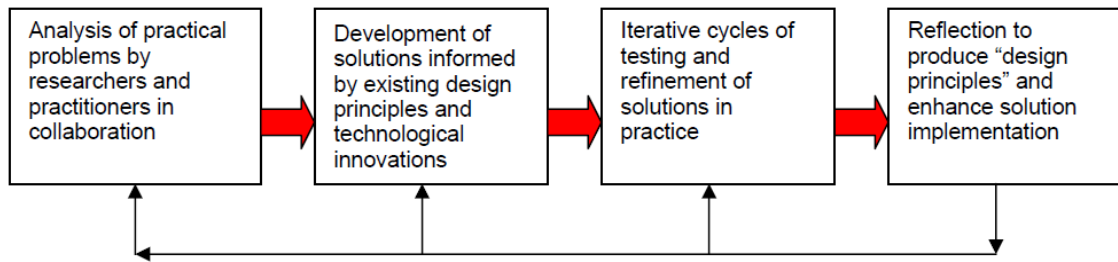 Analysis of practical
problems by
researchers and
practitioners in
collaboration
Development of
solutions informed
by existing design
principles and
technological
innovations
Iterative cycles of
testing and
refinement of
solutions in
practice
Reflection to
produce “design
principles” and
enhance solution
implementation